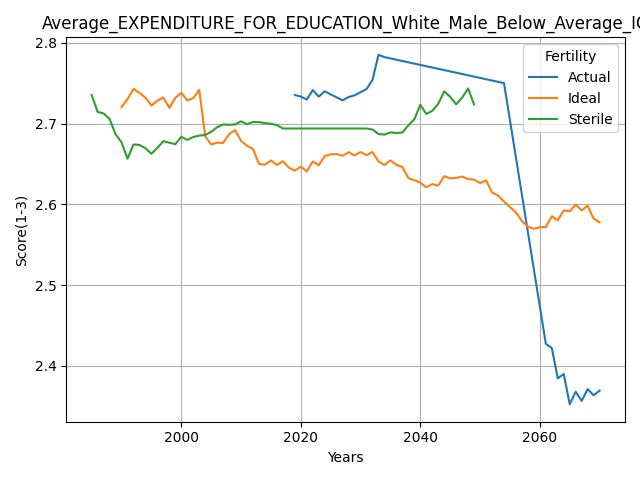 Average_EXPENDITURE_FOR_EDUCATION_White_Male_Below_Average_IQ
Fertility
Actual
Ideal
Sterile
Score(1-3)
2.8
2.7
2.6
2.5
2.4
2000
2020
2040
2060
Years